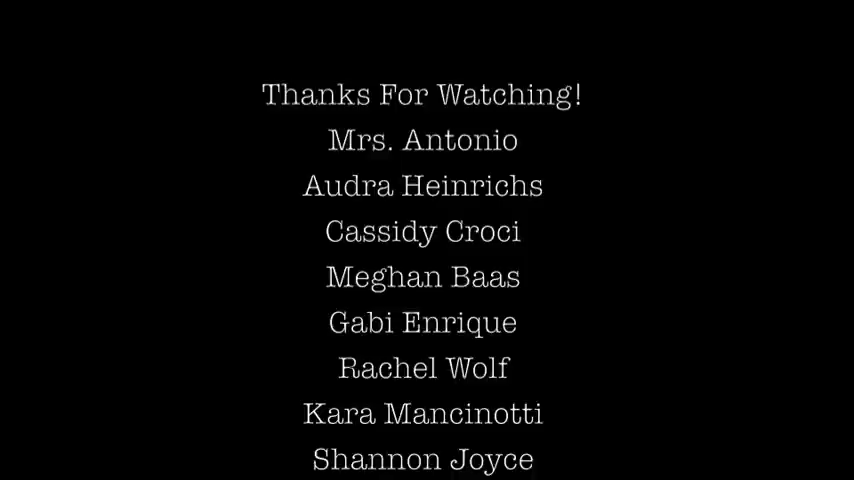 Thanks For Watching!
Mrs. Antonio
Audra Heinrichs
Cassidy Croci
Meghan Baas
Gabi Enrique
Rachel Wolf
Kara Mancinotti
Shannon Joyce